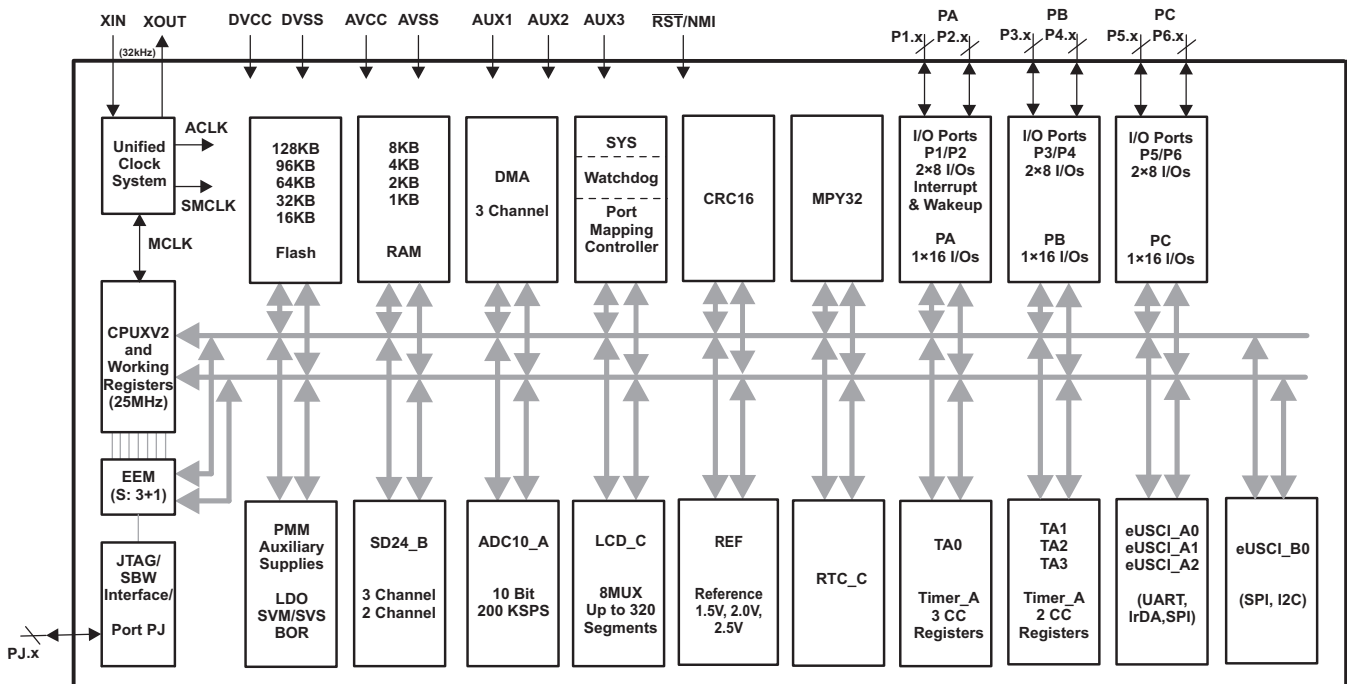 XIN
XOUT
(32kHz)
DVCC
DVSS
AVCC
AVSS
AUX1
AUX2
AUX3
RST/NMI
PA
P1.x
P2.x
PB
P3.x
P4.x
PC
P5.x
P6.x
Unified
Clock
System
ACLK
SMCLK
MCLK
128KB
96KB
64KB
32KB
16KB
Flash
8KB
4KB
2KB
1KB
RAM
DMA
3 Channel
SYS
Watchdog
Port
Mapping
Controller
CRC16
MPY32
I/O Ports
P1/P2
2×8 I/Os
Interrupt
& Wakeup
PA
1×16 I/Os
I/O Ports
P3/P4
2×8 I/Os
PB
1×16 I/Os
I/O Ports
P5/P6
2×8 I/Os
PC
1×16 I/Os
CPUXV2
and
Working
Registers
(25MHz)
EEM
(S: 3+1)
JTAG/
SBW
Interface/
Port PJ
PJ.x
PMM
Auxiliary
Supplies
LDO
SVM/SVS
BOR
SD24_B
3 Channel
2 Channel
ADC10_A
10 Bit
200 KSPS
LCD_C
8MUX
Up to 320
Segments
REF
Reference
1.5V, 2.0V,
2.5V
RTC_C
TA0
Timer_A
3 CC
Registers
TA1
TA2
TA3
Timer_A
2 CC
Registers
eUSCI_A0
eUSCI_A1
eUSCI_A2
(UART,
IrDA,SPI)
eUSCI_B0
(SPI, I2C)